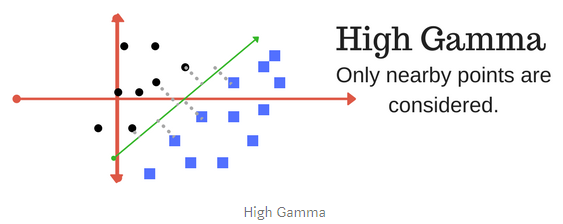 High Gamma
Only nearby points are
considered.
High Gamma